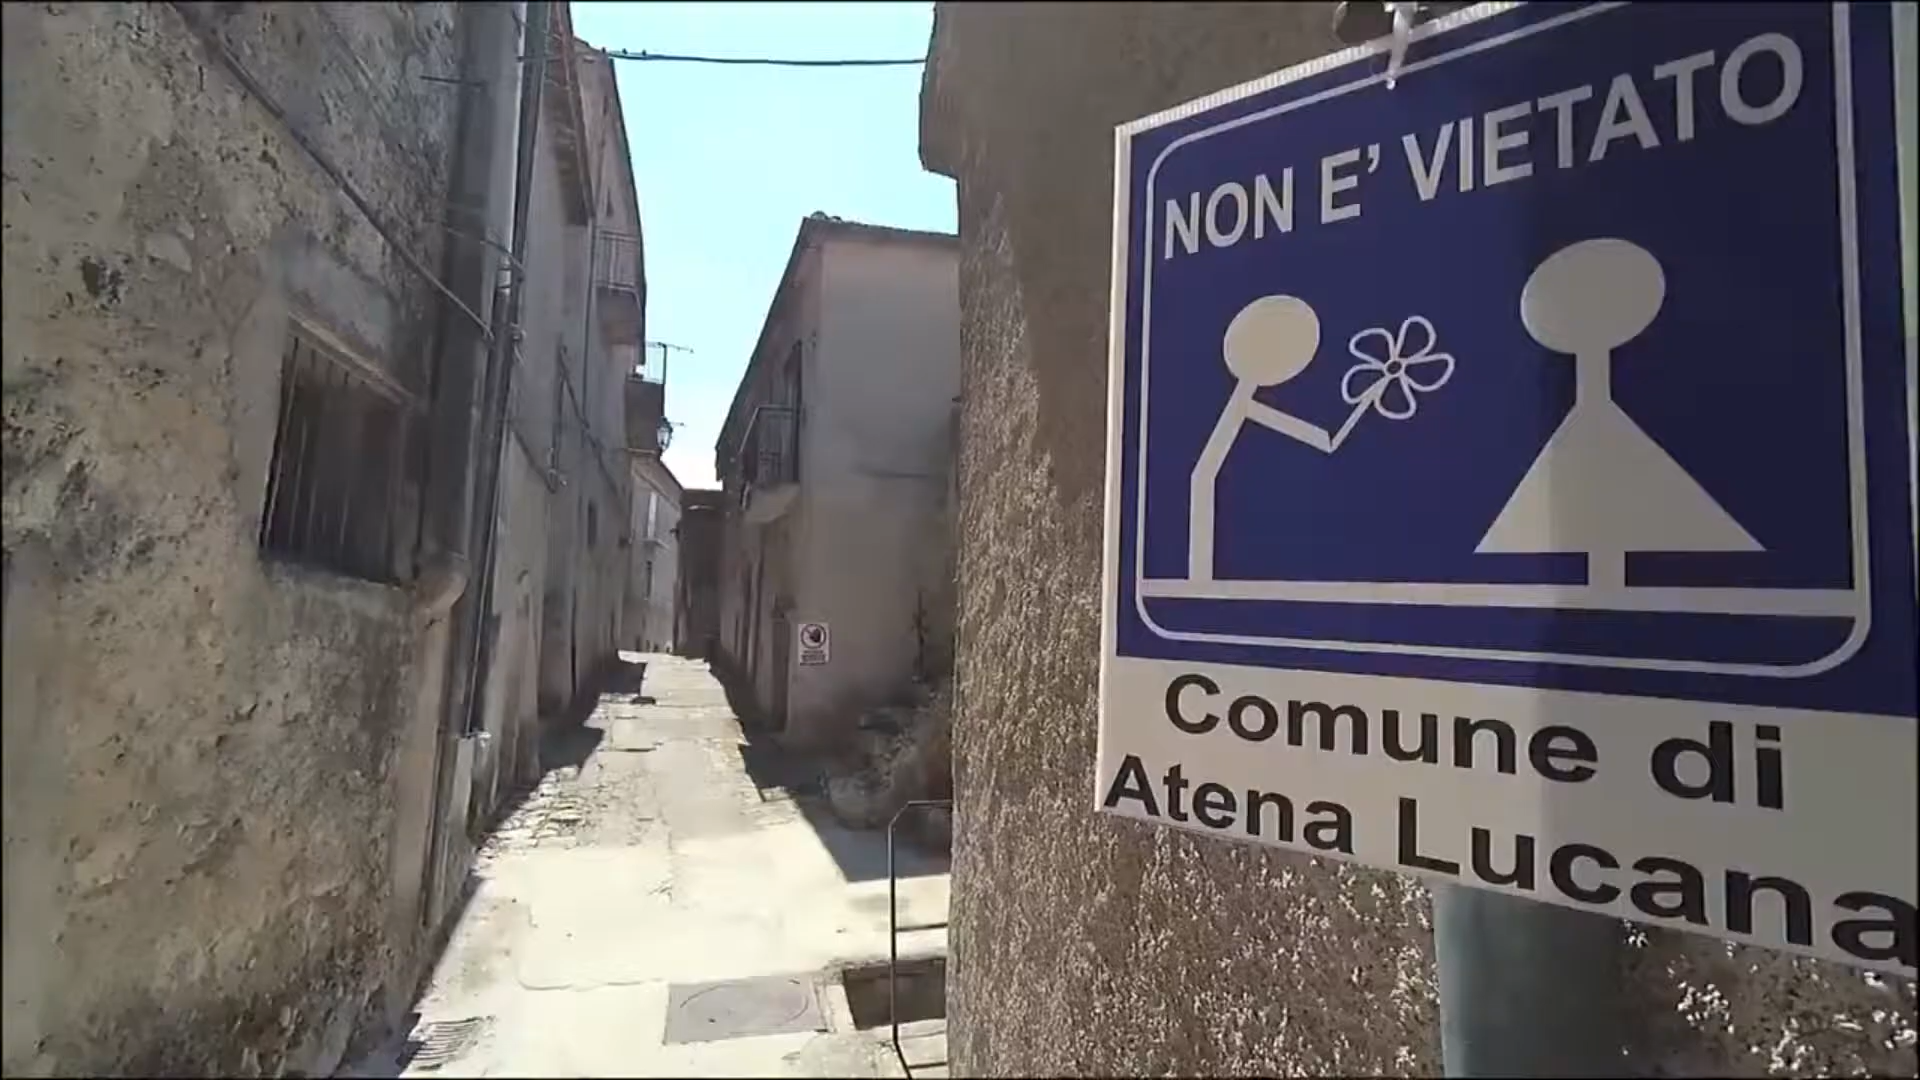 NON E’ VIETATO
Comune di
Atena Lucana